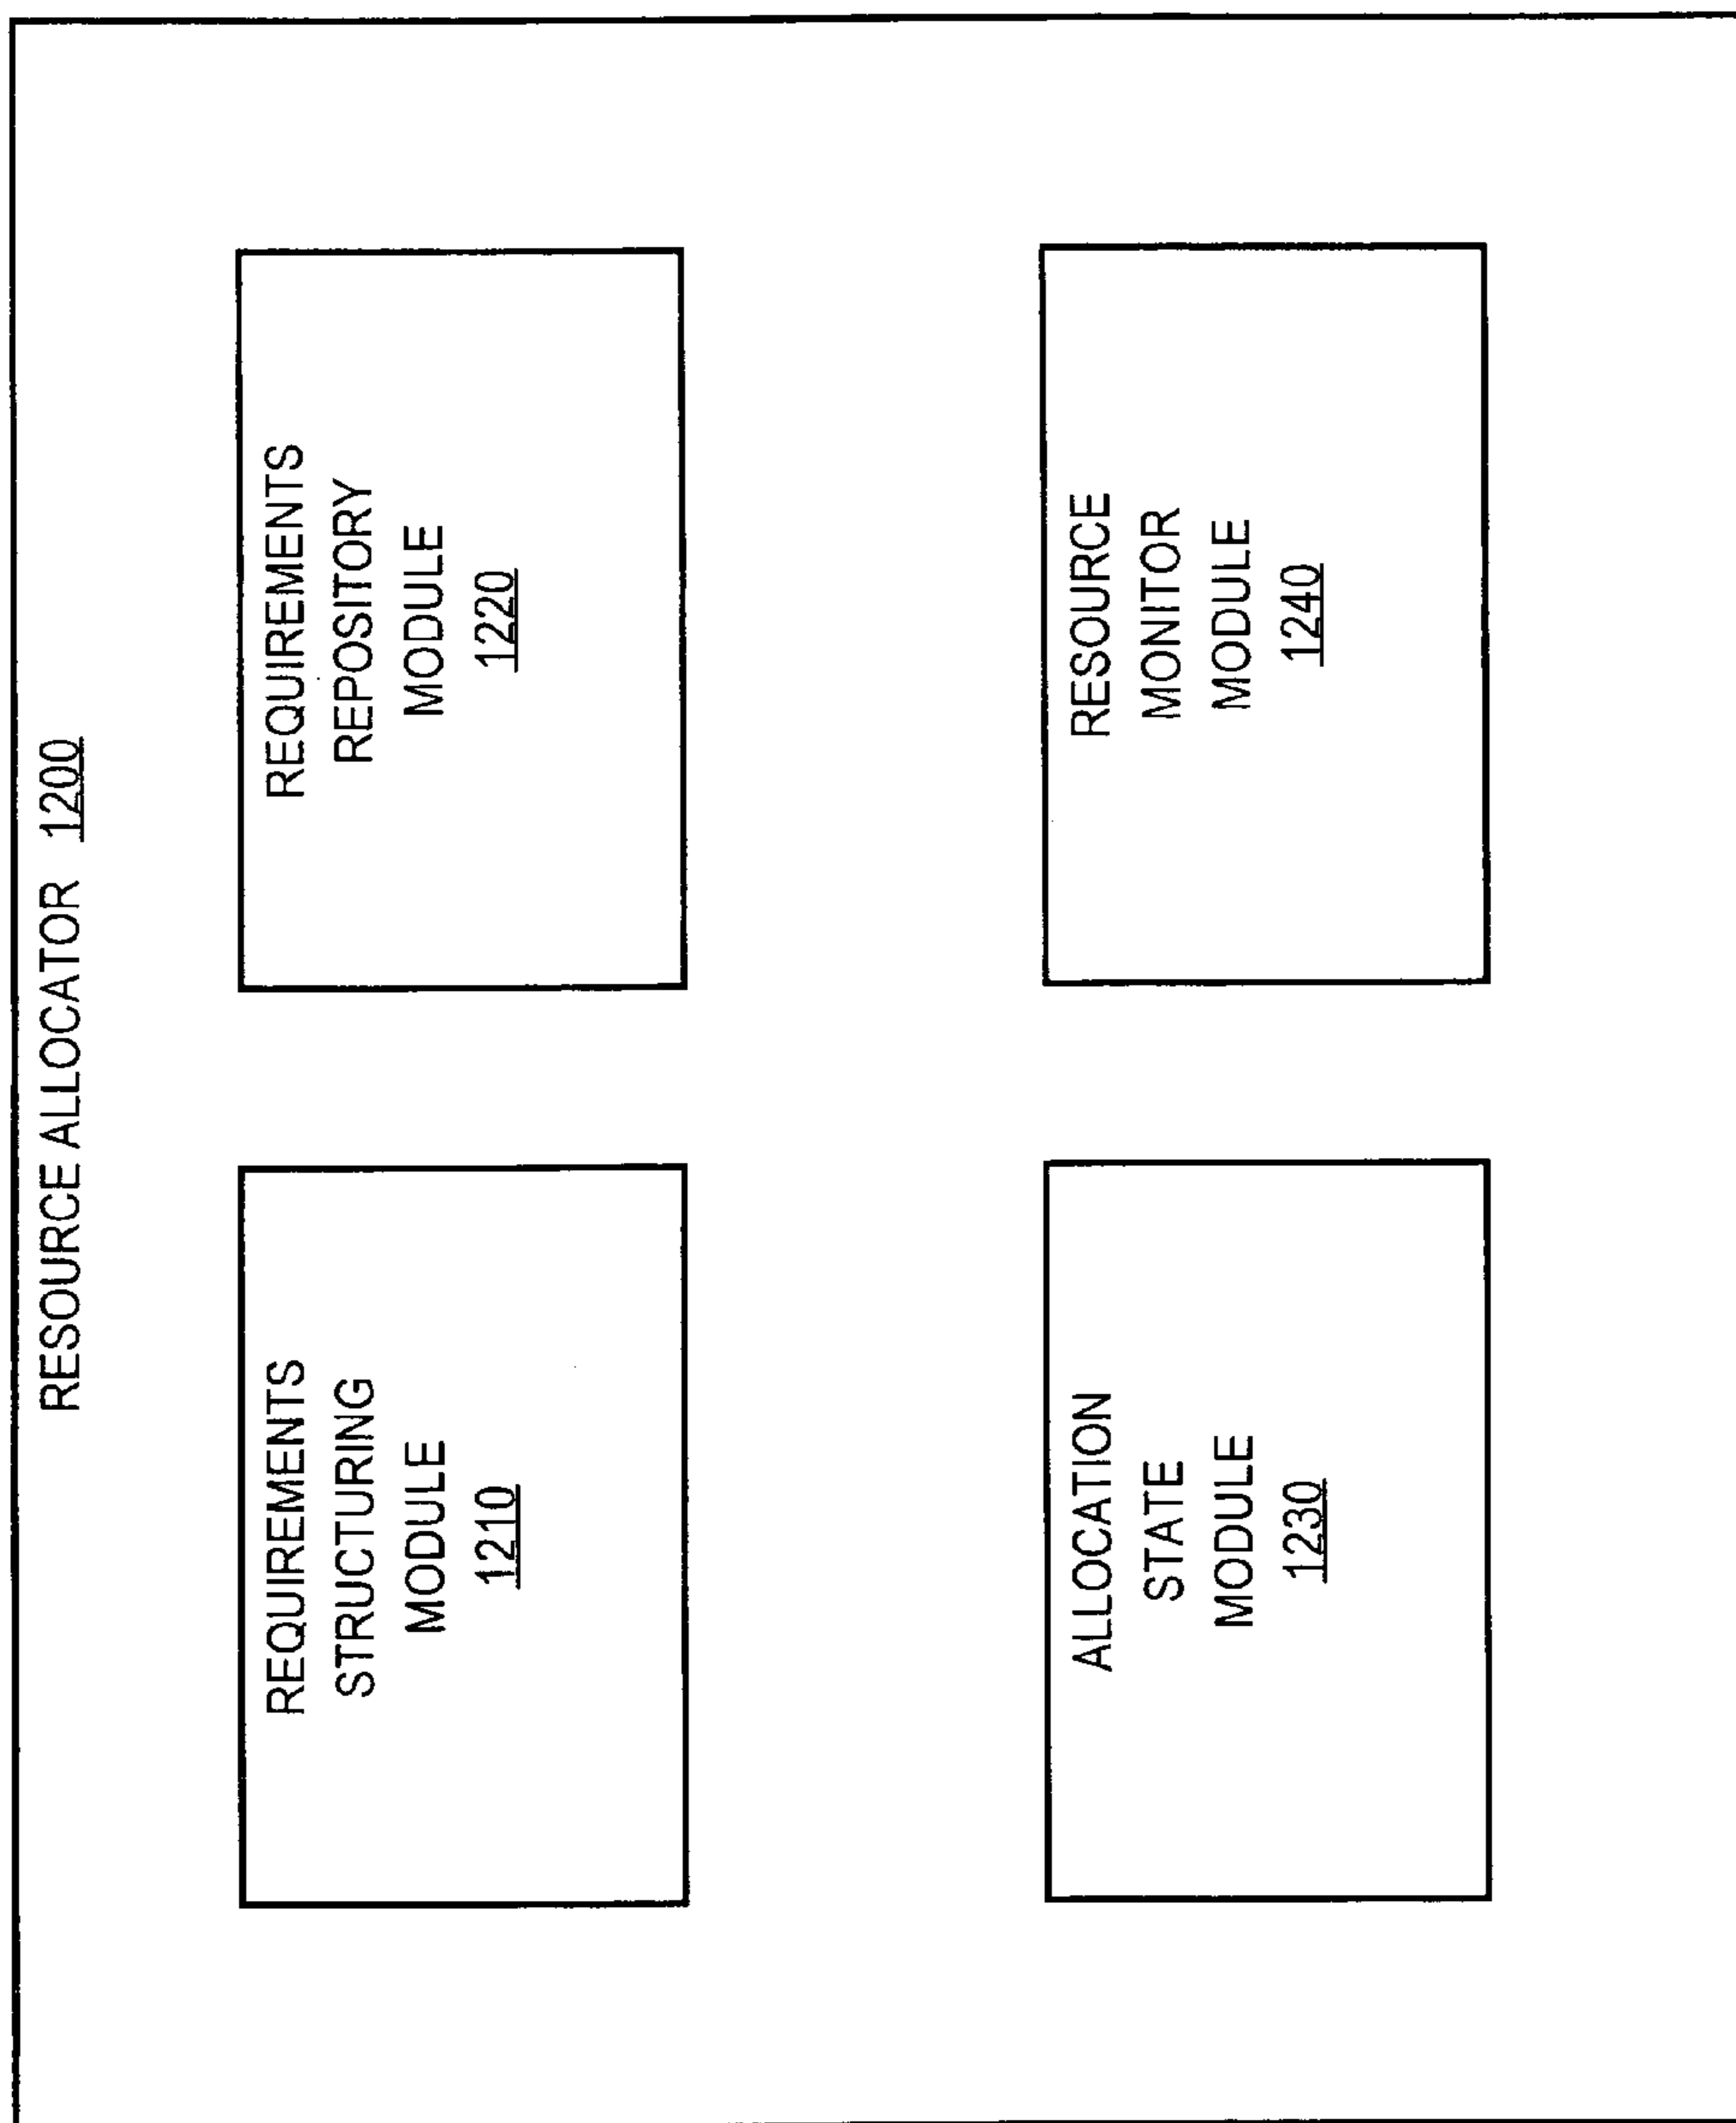 RESOURCE ALLOCATOR 1200
REQUIREMENTS
STRUCTURING
MODULE
1210
REQUIREMENTS
REPOSITORY
MODULE
1220
ALLOCATION
STATE
MODULE
1230
RESOURCE
MONITOR
MODULE
1240